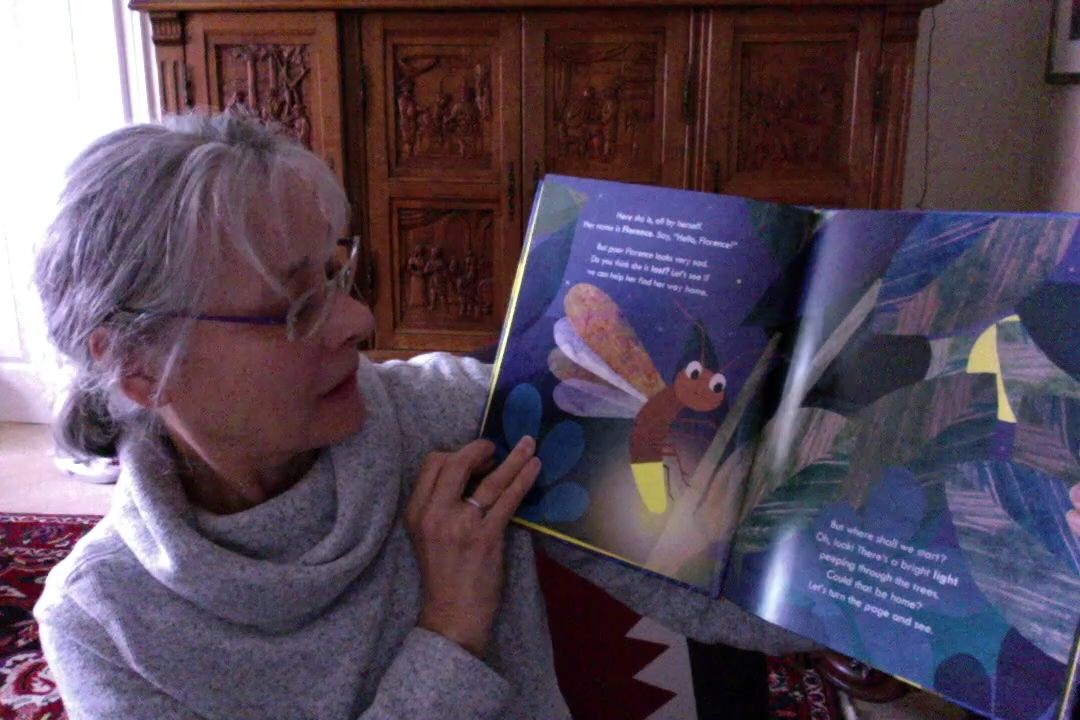 Here she is, all by herself.
Her name is Florence. Say, "Hello, Florence!"
But poor Florence looks very sad.
Do you think she is lost? Let's see if
we can help her find her way home.
But where shall we start?
Oh, look! There's a bright light
peeping through the trees.
Could that be home?
Let's turn the page and see.